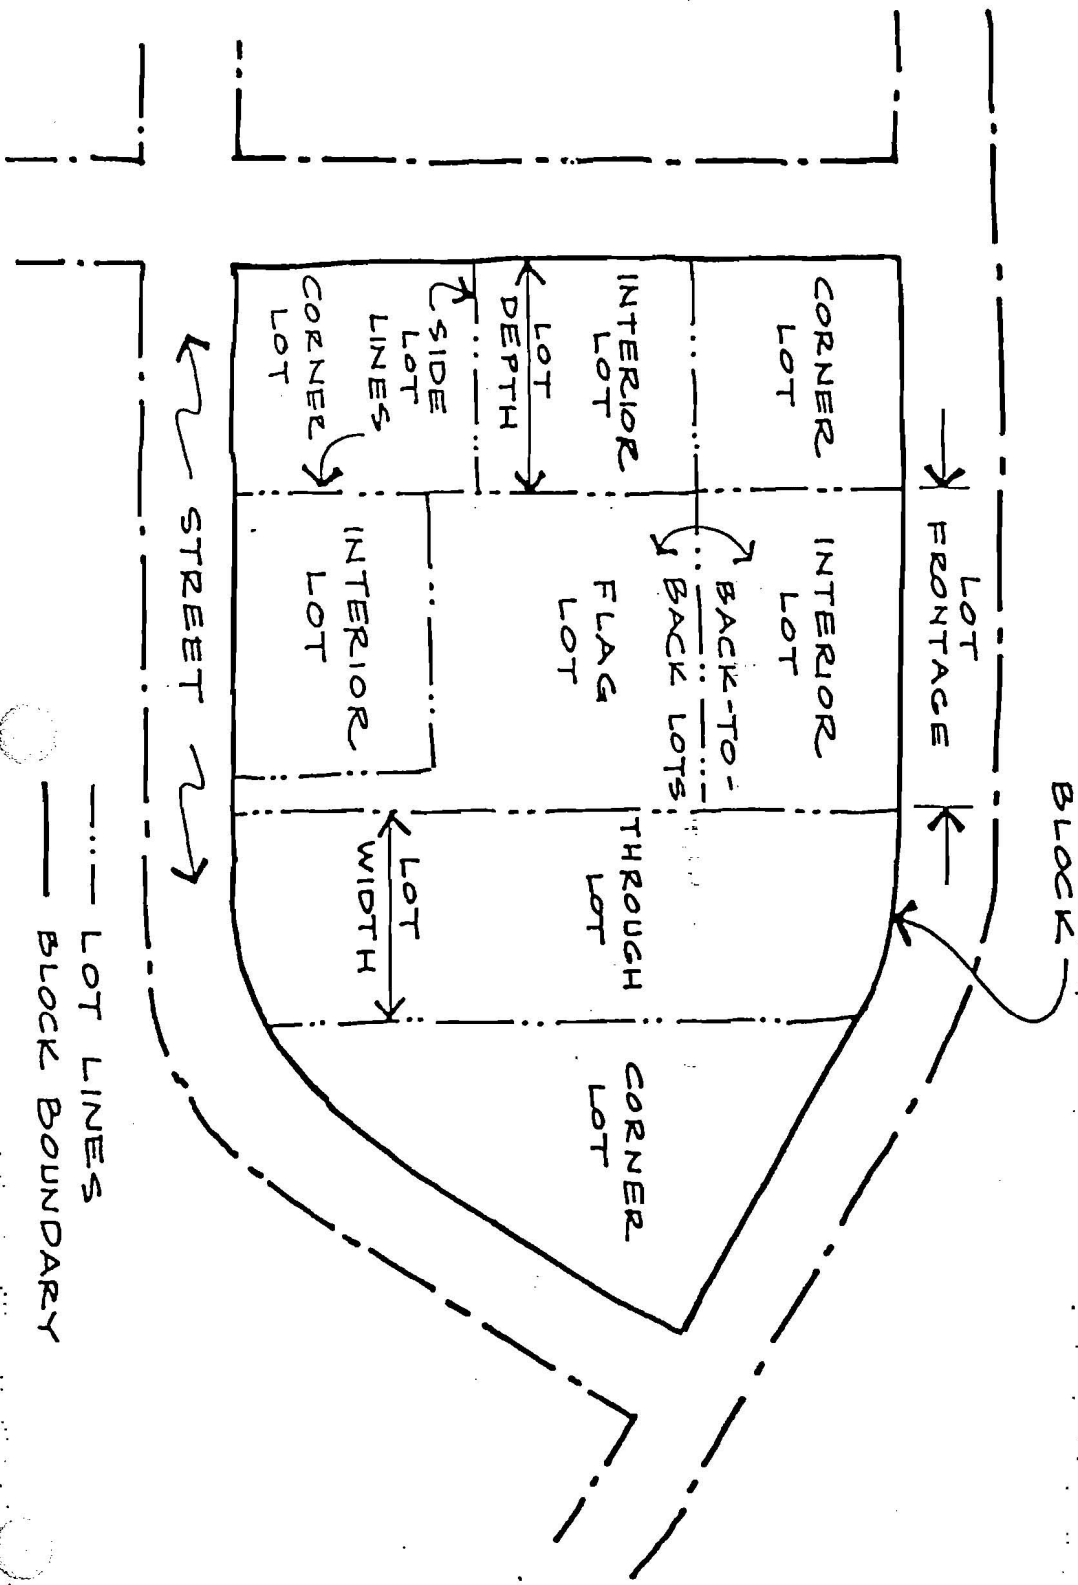 BLOCK
LOT
FRONTAGE
CORNER
LOT
INTERIOR
LOT
BACK-TO-
BACK LOTS
INTERIOR
LOT
LOT
DEPTH
SIDE
LOT
LINES
CORNER
LOT
FLAG
LOT
INTERIOR
LOT
THROUGH
LOT
LOT
WIDTH
CORNER
LOT
STREET
LOT LINES
BLOCK BOUNDARY